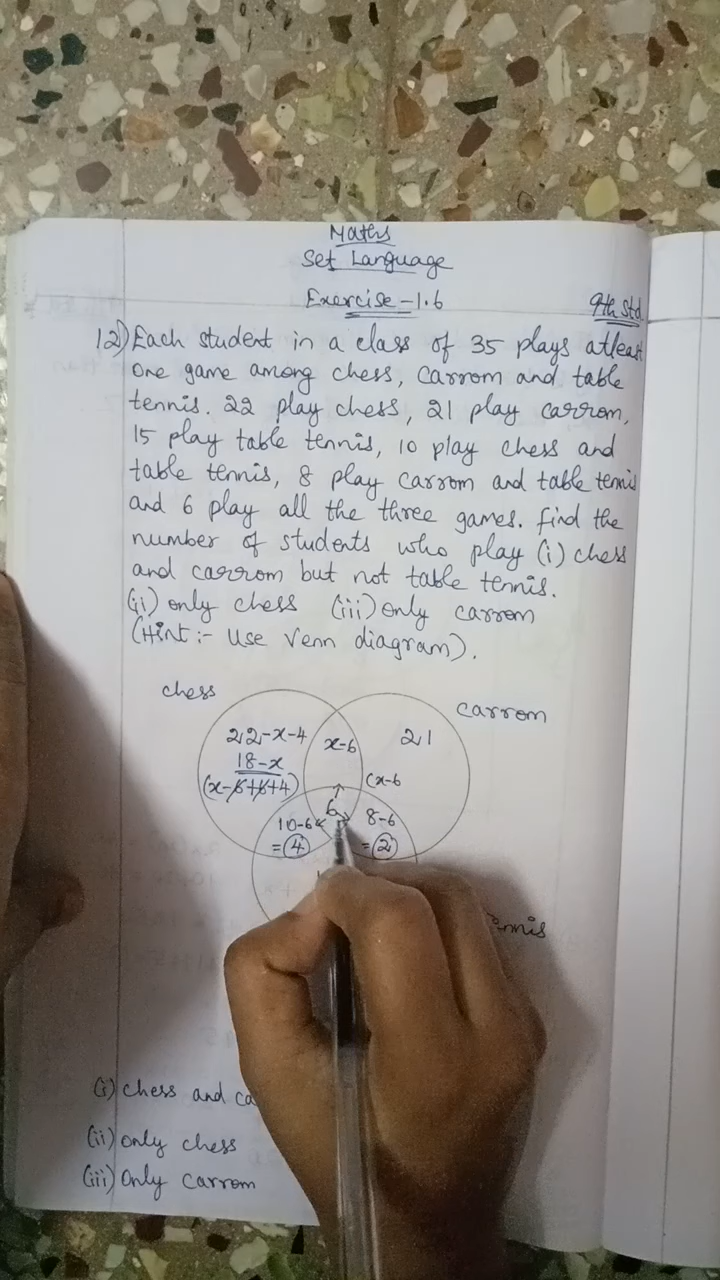 Maths
Set Language
Exercise - 1.6
9th std.
12) Each student in a class of 35 plays atleast
one game among chess, carrom and table
tennis. 22 play chess, 21 play carrom,
15 play table tennis, 10 play chess and
table tennis, 8 play carrom and table tennis
and 6 play all the three games. find the
number of students who play (i) chess
and carrom but not table tennis.
(ii) only chess (iii) only carrom
(Hint :- Use Venn diagram).
chess
carrom
22-x-4 x-6 21
18-x
(x-6+6+4) (x-6
6
10-6 8-6
= 4 = 2
(i) chess and
(ii) only chess
(iii) Only carrom